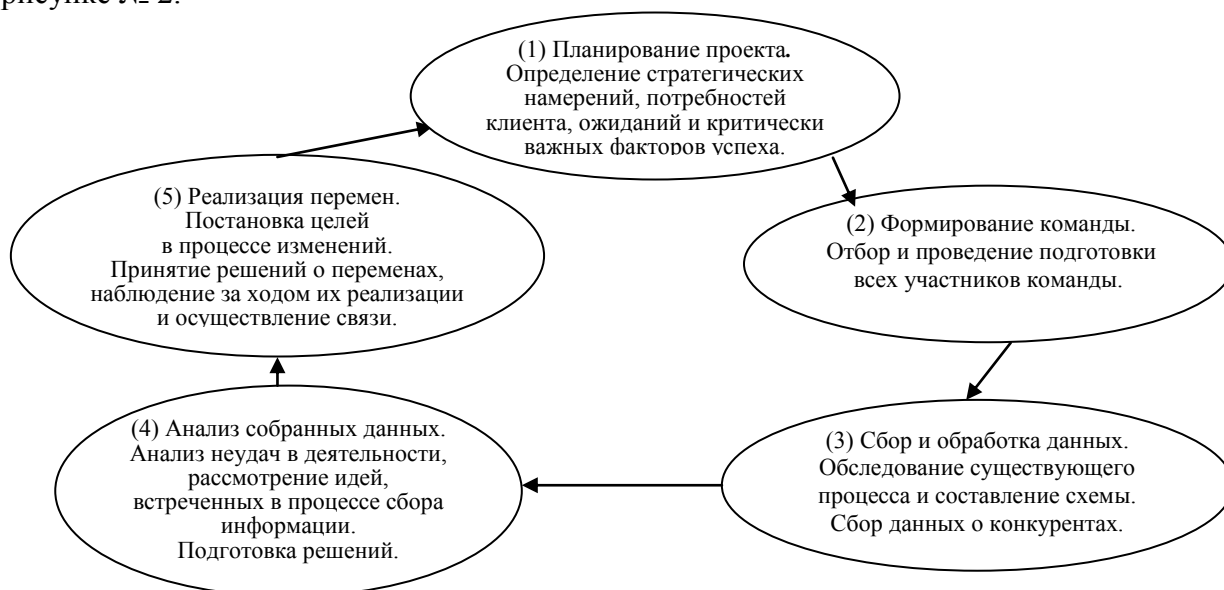 рисунке № 2.
(1) Планирование проекта.
Определение стратегических
намерений, потребностей
клиента, ожиданий и критически
важных факторов успеха.
(2) Формирование команды.
Отбор и проведение подготовки
всех участников команды.
(3) Сбор и обработка данных.
Обследование существующего
процесса и составление схемы.
Сбор данных о конкурентах.
(4) Анализ собранных данных.
Анализ неудач в деятельности,
рассмотрение идей,
встреченных в процессе сбора
информации.
Подготовка решений.
(5) Реализация перемен.
Постановка целей
в процессе изменений.
Принятие решений о переменах,
наблюдение за ходом их реализации
и осуществление связи.